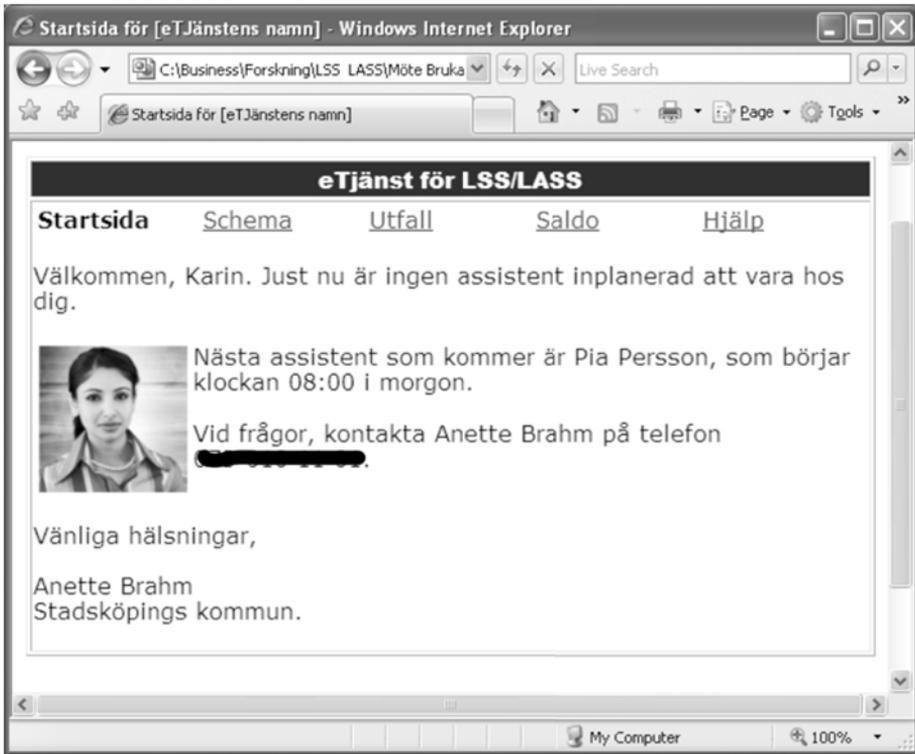 Startsida för [eTJänstens namn] - Windows Internet Explorer
C:\Business\Forskning\LSS LASS\Möte Bruka
Live Search
Startsida för [eTJänstens namn]
Page
Tools
eTjänst för LSS/LASS
Startsida Schema Utfall Saldo Hjälp
Välkommen, Karin. Just nu är ingen assistent inplanerad att vara hos
dig.
Nästa assistent som kommer är Pia Persson, som börjar
klockan 08:00 i morgon.
Vid frågor, kontakta Anette Brahm på telefon
Vänliga hälsningar,
Anette Brahm
Stadsköpings kommun.
My Computer
100%